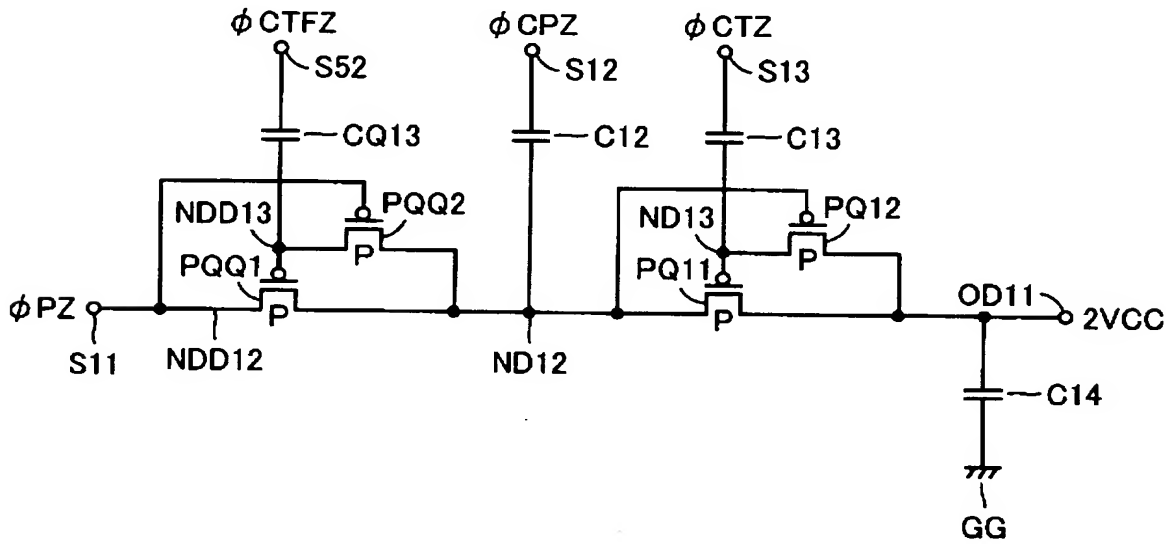 φCTFZ φCPZ φCTZ
S52 S12 S13
CQ13 C12 C13
NDD13 PQQ2 ND13 PQ12
PQQ1 P PQ11 P
φPZ P P OD11 2VCC
S11 NDD12 ND12
C14
GG